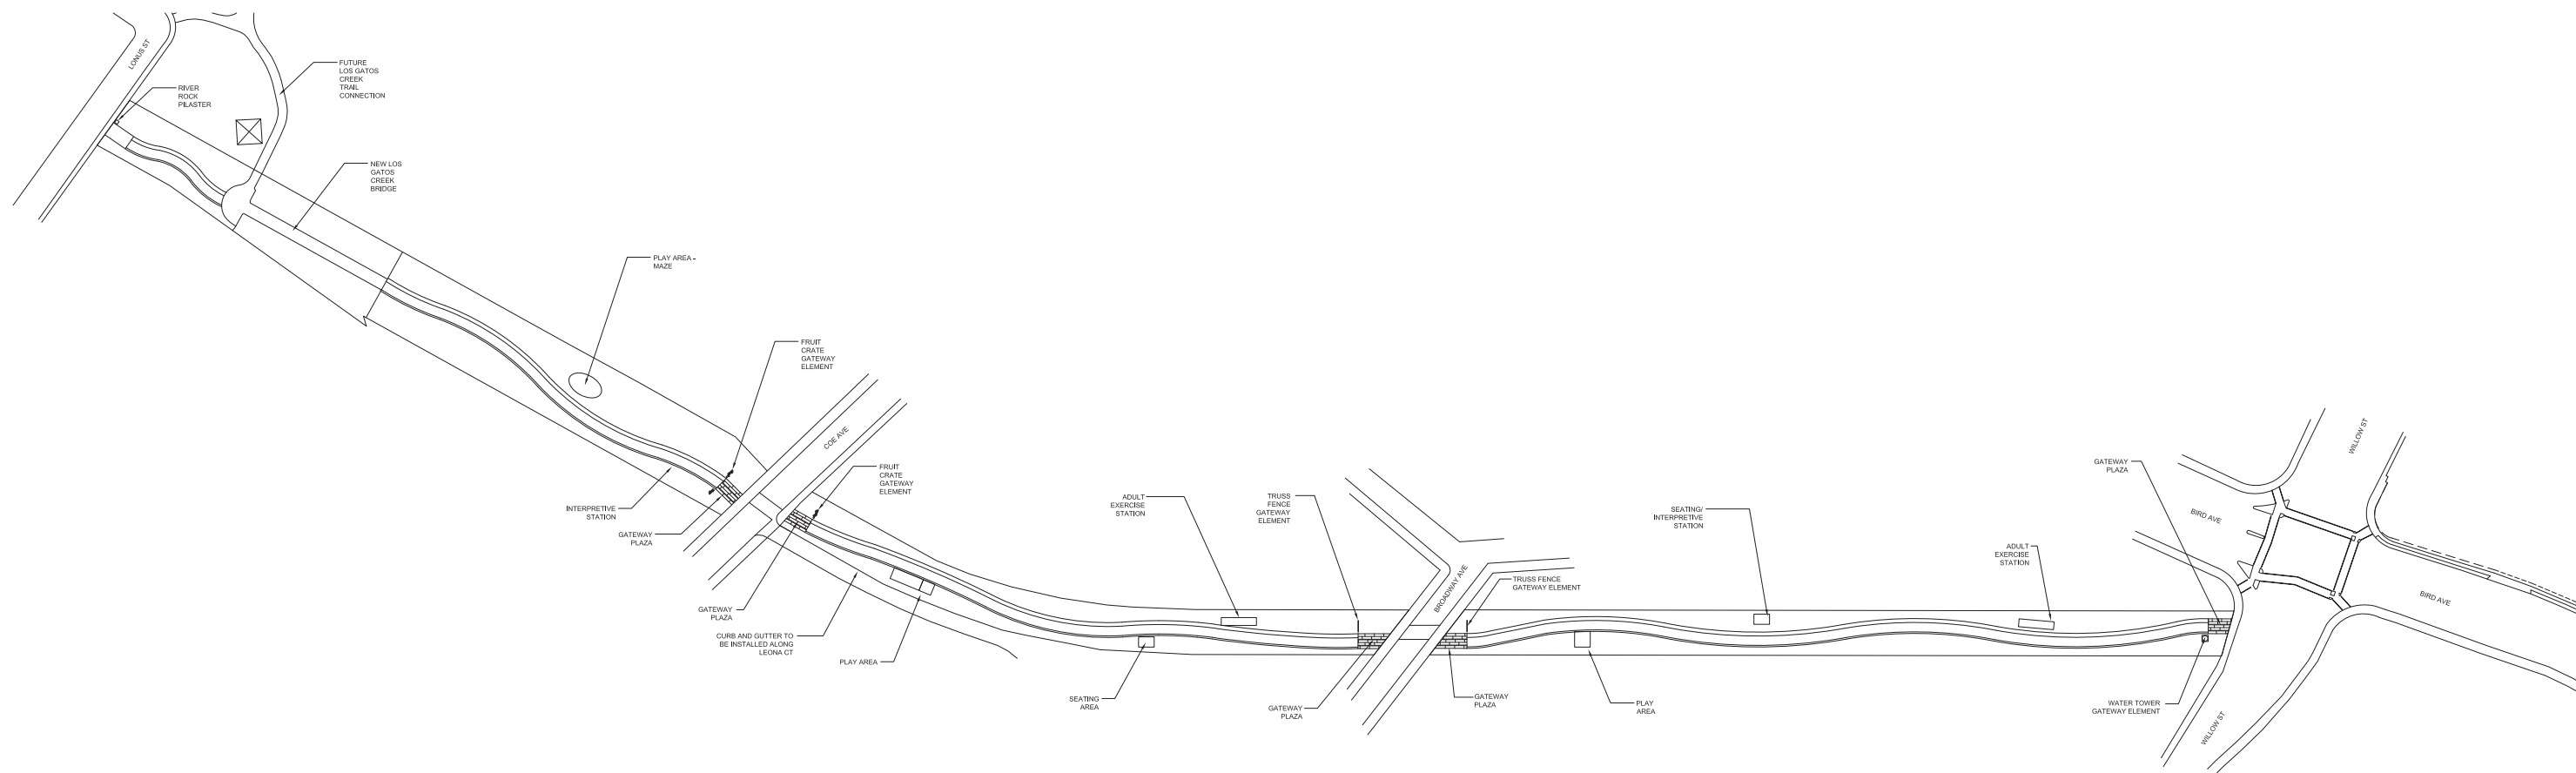 LONUS ST
RIVER
ROCK
PILASTER
FUTURE
LOS GATOS
CREEK
TRAIL
CONNECTION
NEW LOS
GATOS
CREEK
BRIDGE
PLAY AREA -
MAZE
FRUIT
CRATE
GATEWAY
ELEMENT
COE AVE
INTERPRETIVE
STATION
GATEWAY
PLAZA
FRUIT
CRATE
GATEWAY
ELEMENT
GATEWAY
PLAZA
CURB AND GUTTER TO
BE INSTALLED ALONG
LEONA CT
PLAY AREA
ADULT
EXERCISE
STATION
SEATING
AREA
TRUSS
FENCE
GATEWAY
ELEMENT
GATEWAY
PLAZA
BROADWAY AVE
TRUSS FENCE
GATEWAY ELEMENT
GATEWAY
PLAZA
PLAY
AREA
SEATING/
INTERPRETIVE
STATION
ADULT
EXERCISE
STATION
GATEWAY
PLAZA
WATER TOWER
GATEWAY ELEMENT
BIRD AVE
WILLOW ST
BIRD AVE
WILLOW ST